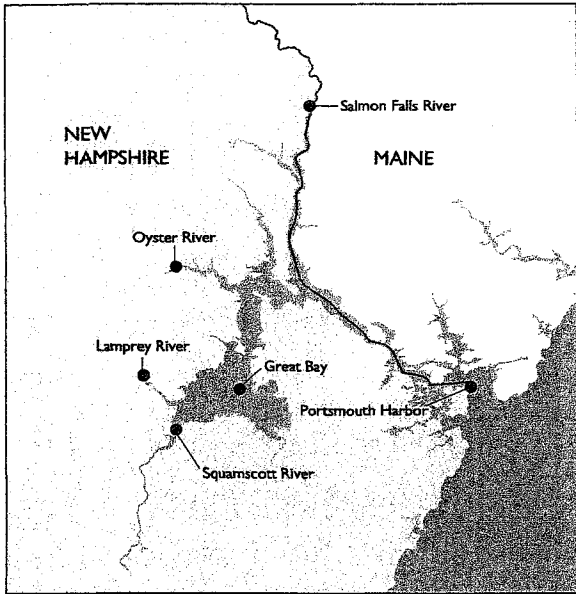 Salmon Falls River
NEW
HAMPSHIRE
MAINE
Oyster River
Lamprey River
Great Bay
Portsmouth Harbor
Squamscott River